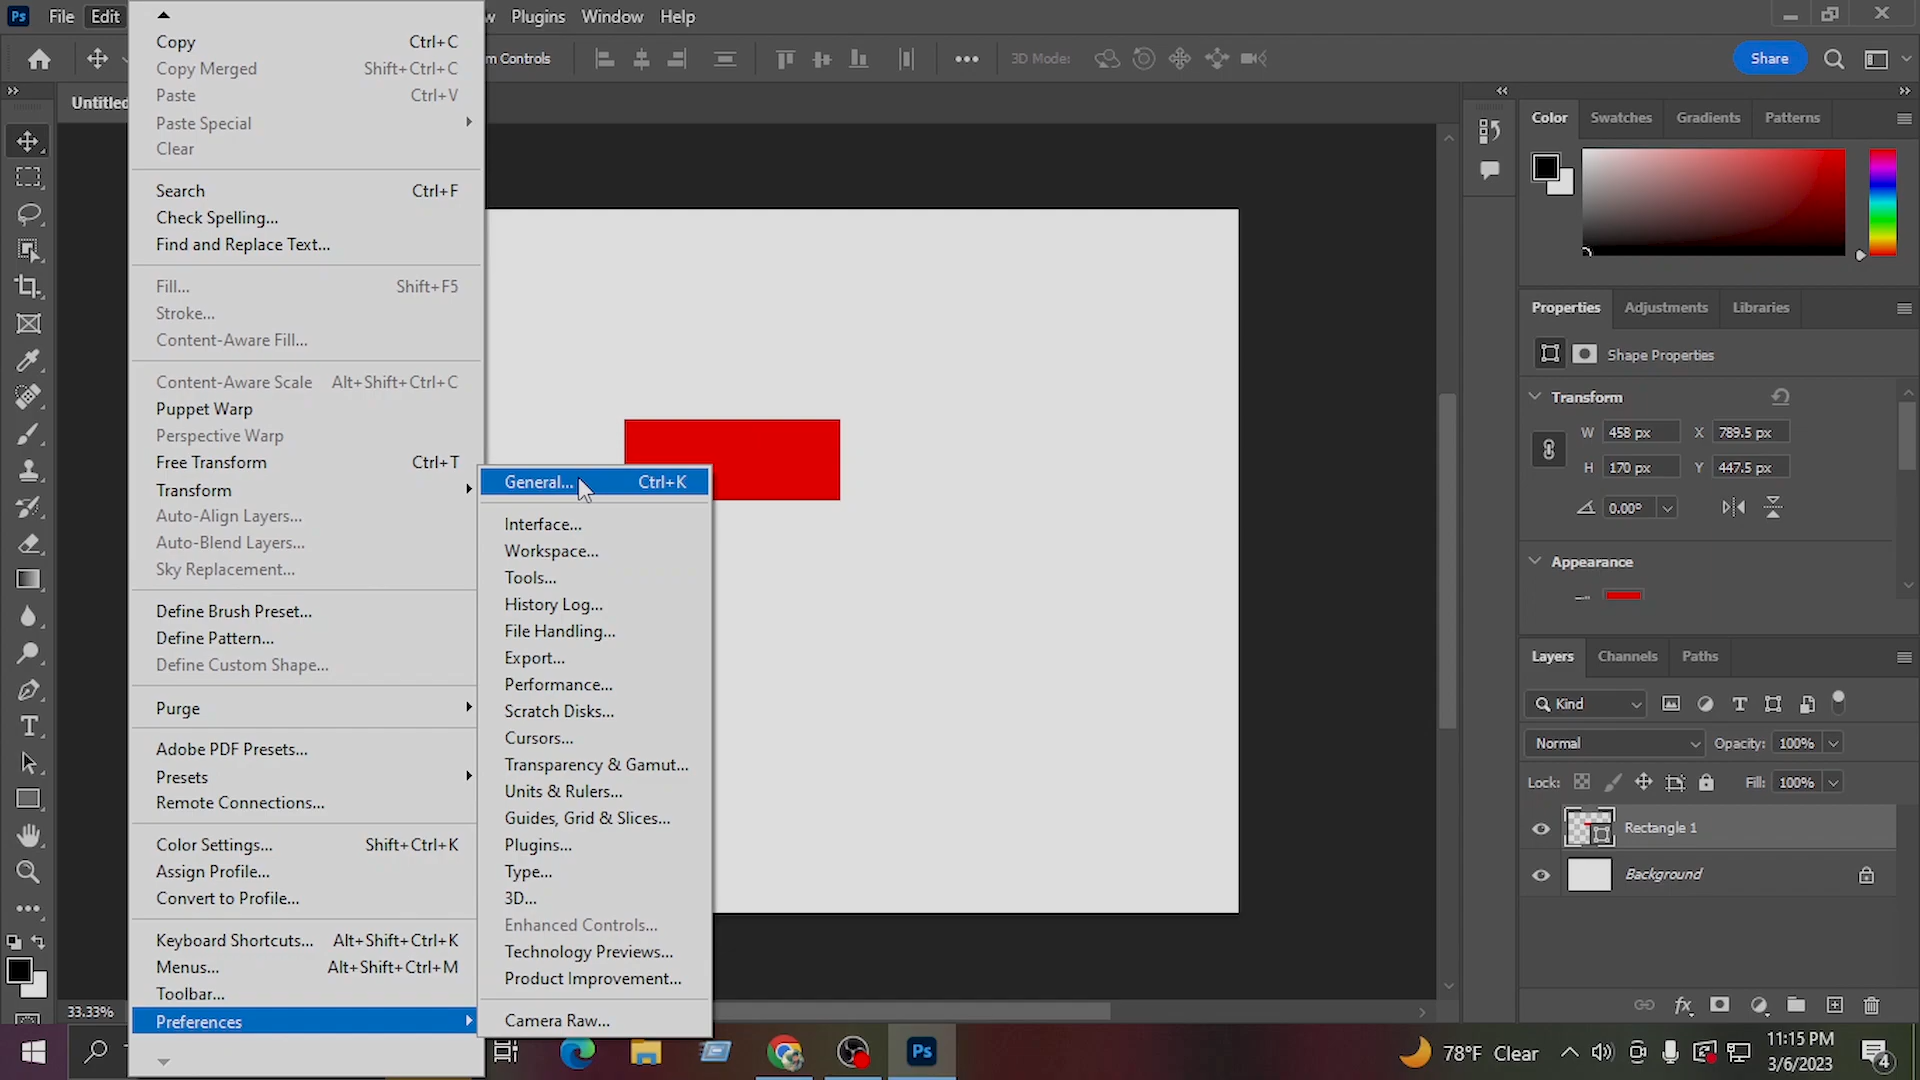 Ps File Edit Plugins Window Help
m Controls 3D Mode: Share
Untitled
Copy Ctrl+C
Copy Merged Shift+Ctrl+C
Paste Ctrl+V
Paste Special
Clear
Search Ctrl+F
Check Spelling...
Find and Replace Text...
Fill... Shift+F5
Stroke...
Content-Aware Fill...
Content-Aware Scale Alt+Shift+Ctrl+C
Puppet Warp
Perspective Warp
Free Transform Ctrl+T
Transform
Auto-Align Layers...
Auto-Blend Layers...
Sky Replacement...
Define Brush Preset...
Define Pattern...
Define Custom Shape...
Purge
Adobe PDF Presets...
Presets
Remote Connections...
Color Settings... Shift+Ctrl+K
Assign Profile...
Convert to Profile...
Keyboard Shortcuts... Alt+Shift+Ctrl+K
Menus... Alt+Shift+Ctrl+M
Toolbar...
Preferences
General... Ctrl+K
Interface...
Workspace...
Tools...
History Log...
File Handling...
Export...
Performance...
Scratch Disks...
Cursors...
Transparency & Gamut...
Units & Rulers...
Guides, Grid & Slices...
Plugins...
Type...
3D...
Enhanced Controls...
Technology Previews...
Product Improvement...
Camera Raw...
Color Swatches Gradients Patterns
Properties Adjustments Libraries
Shape Properties
Transform
W 458 px X 789.5 px
H 170 px Y 447.5 px
0.00°
Appearance
Layers Channels Paths
Kind
Normal Opacity: 100%
Lock: Fill: 100%
Rectangle 1
Background
33.33%
Ps 78°F Clear 11:15 PM
3/6/2023
4